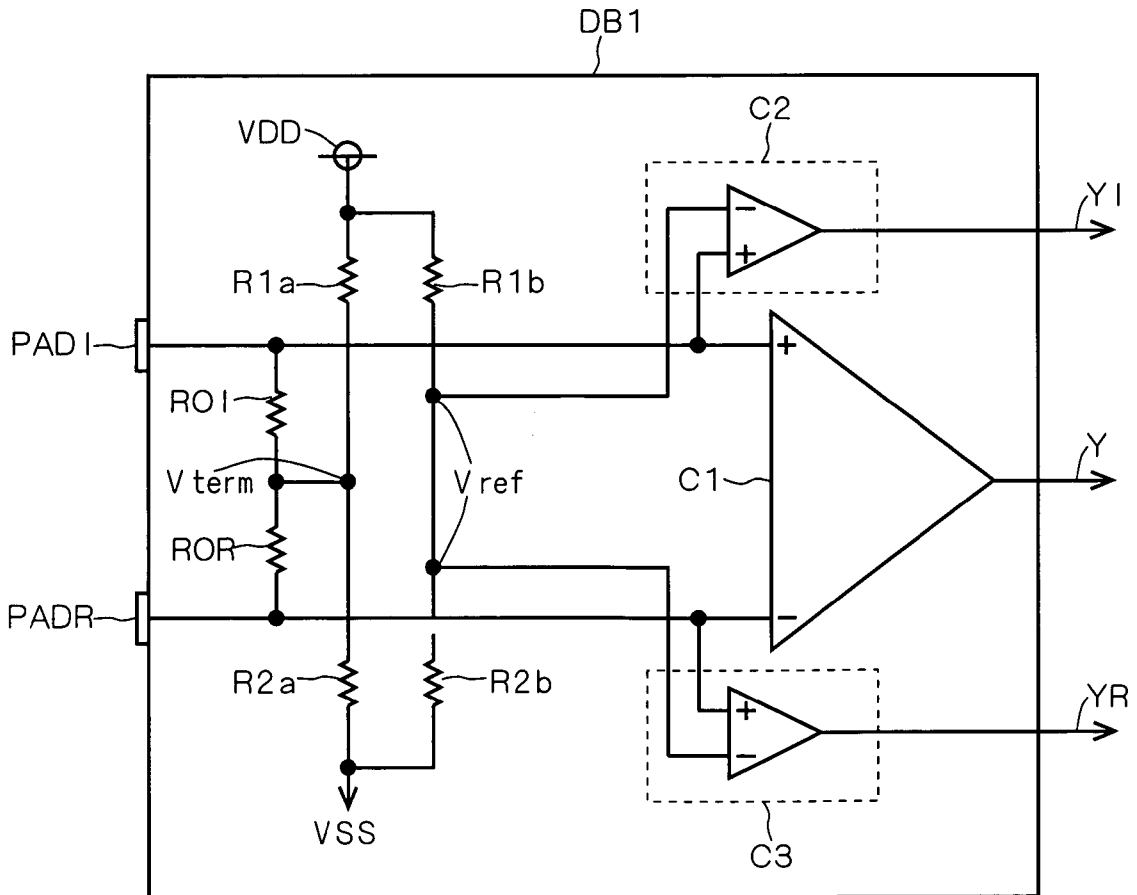 DB1
VDD
C2
YI
R1a
R1b
PADI
ROI
C1
Y
Vterm
Vref
ROR
PADR
R2a
R2b
YR
VSS
C3
−
+
+
−
+
−